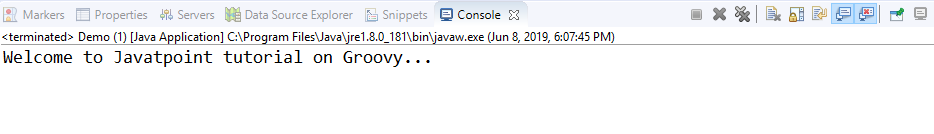 Markers Properties Servers Data Source Explorer Snippets Console
<terminated> Demo (1) [Java Application] C:\Program Files\Java\jre1.8.0_181\bin\javaw.exe (Jun 8, 2019, 6:07:45 PM)
Welcome to Javatpoint tutorial on Groovy...